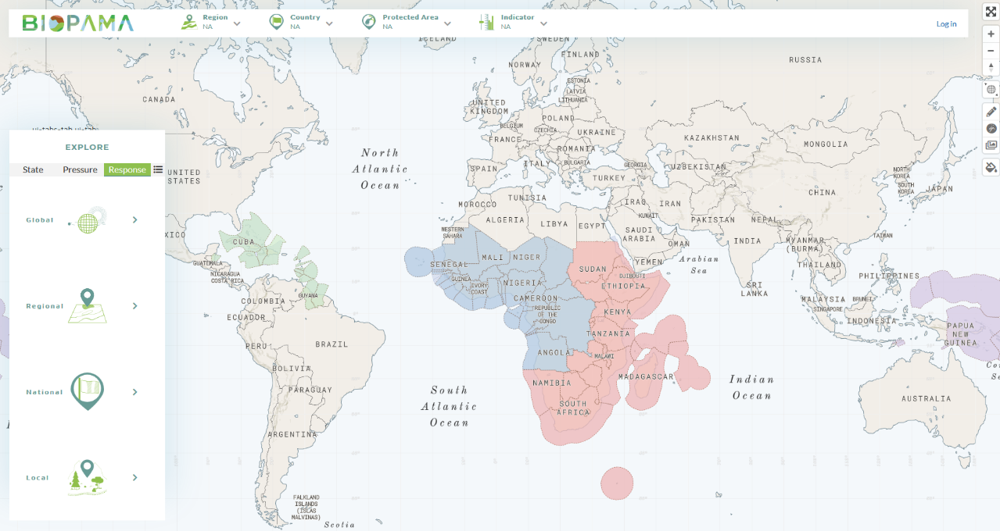 BIOPAMA
Region
NA
Country
NA
Protected Area
NA
Indicator
NA
Log in
ICELAND
SWEDEN
FINLAND
NORWAY
RUSSIA
ESTONIA
LATVIA
LITHUANIA
CANADA
UNITED
KINGDOM
POLAND
BELGIUM
CZECHIA
UKRAINE
FRANCE
ROMANIA
KAZAKHSTAN
MONGOLIA
ui-tabs-tab ui-tab
EXPLORE
State
Pressure
Response
Global
Regional
National
Local
UNITED
STATES
North
Atlantic
Ocean
SPAIN
ITALY
BULGARIA
GEORGIA
UZBEKISTAN
TURKEY
NORTH
KOREA
SOUTH
KOREA
JAPAN
CHINA
MOROCCO
TUNISIA
IRAQ
IRAN
KUWAIT
PAKISTAN
NEPAL
ALGERIA
LIBYA
EGYPT
WESTERN
SAHARA
SAUDI
ARABIA
OMAN
INDIA
MYANMAR
(BURMA)
TAIWAN
XICO
CUBA
GUATEMALA
NICARAGUA
COSTA RICA
SENEGAL
MALI
NIGER
SUDAN
YEMEN
Arabian
Sea
THAILAND
PHILIPPINES
GUINEA
IVORY
COAST
NIGERIA
DJIBOUTI
ETHIOPIA
SRI
LANKA
GUYANA
COLOMBIA
CAMEROON
REPUBLIC
OF THE
CONGO
KENYA
MALAYSIA
BRUNEI
SINGAPORE
INDONESIA
ECUADOR
PERU
BRAZIL
TANZANIA
PAPUA
NEW
GUINEA
ANGOLA
MALAWI
BOLIVIA
PARAGUAY
NAMIBIA
MADAGASCAR
SOUTH
AFRICA
South
Atlantic
Ocean
Indian
Ocean
AUSTRALIA
ARGENTINA
FALKLAND
ISLANDS
(ISLAS
MALVINAS)
Scotia